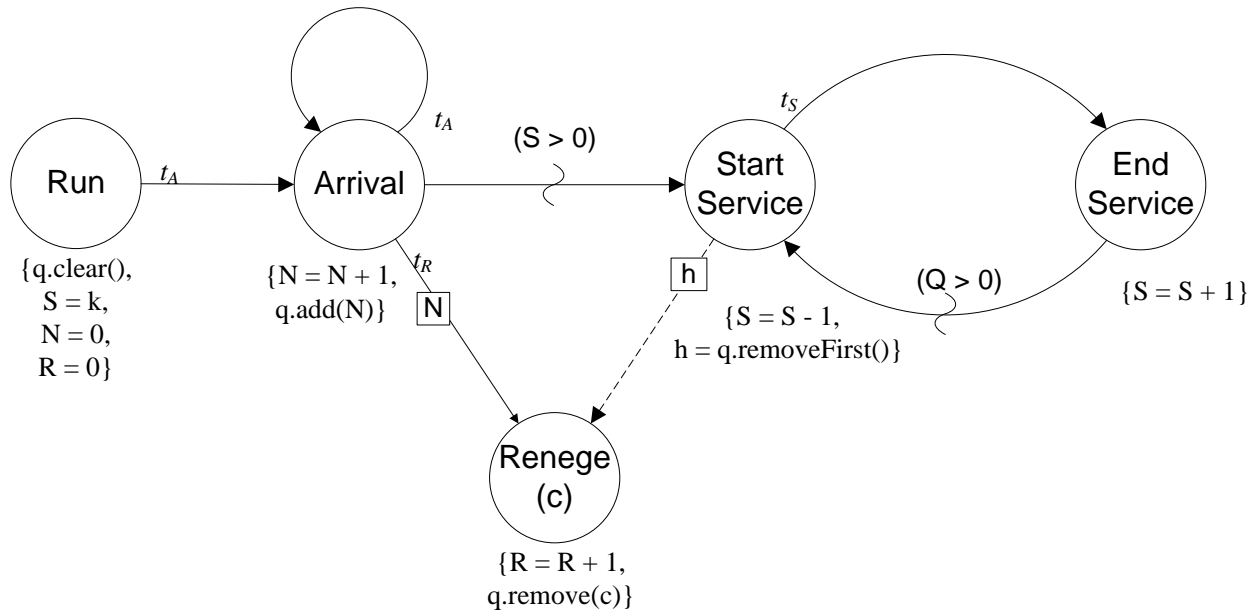 t_A
(S > 0)
t_S
Run
t_A
Arrival
Start
Service
End
Service
{q.clear(),
S = k,
N = 0,
R = 0}
{N = N + 1,
q.add(N)}
t_R
N
h
{S = S - 1,
h = q.removeFirst()}
(Q > 0)
{S = S + 1}
Renege
(c)
{R = R + 1,
q.remove(c)}